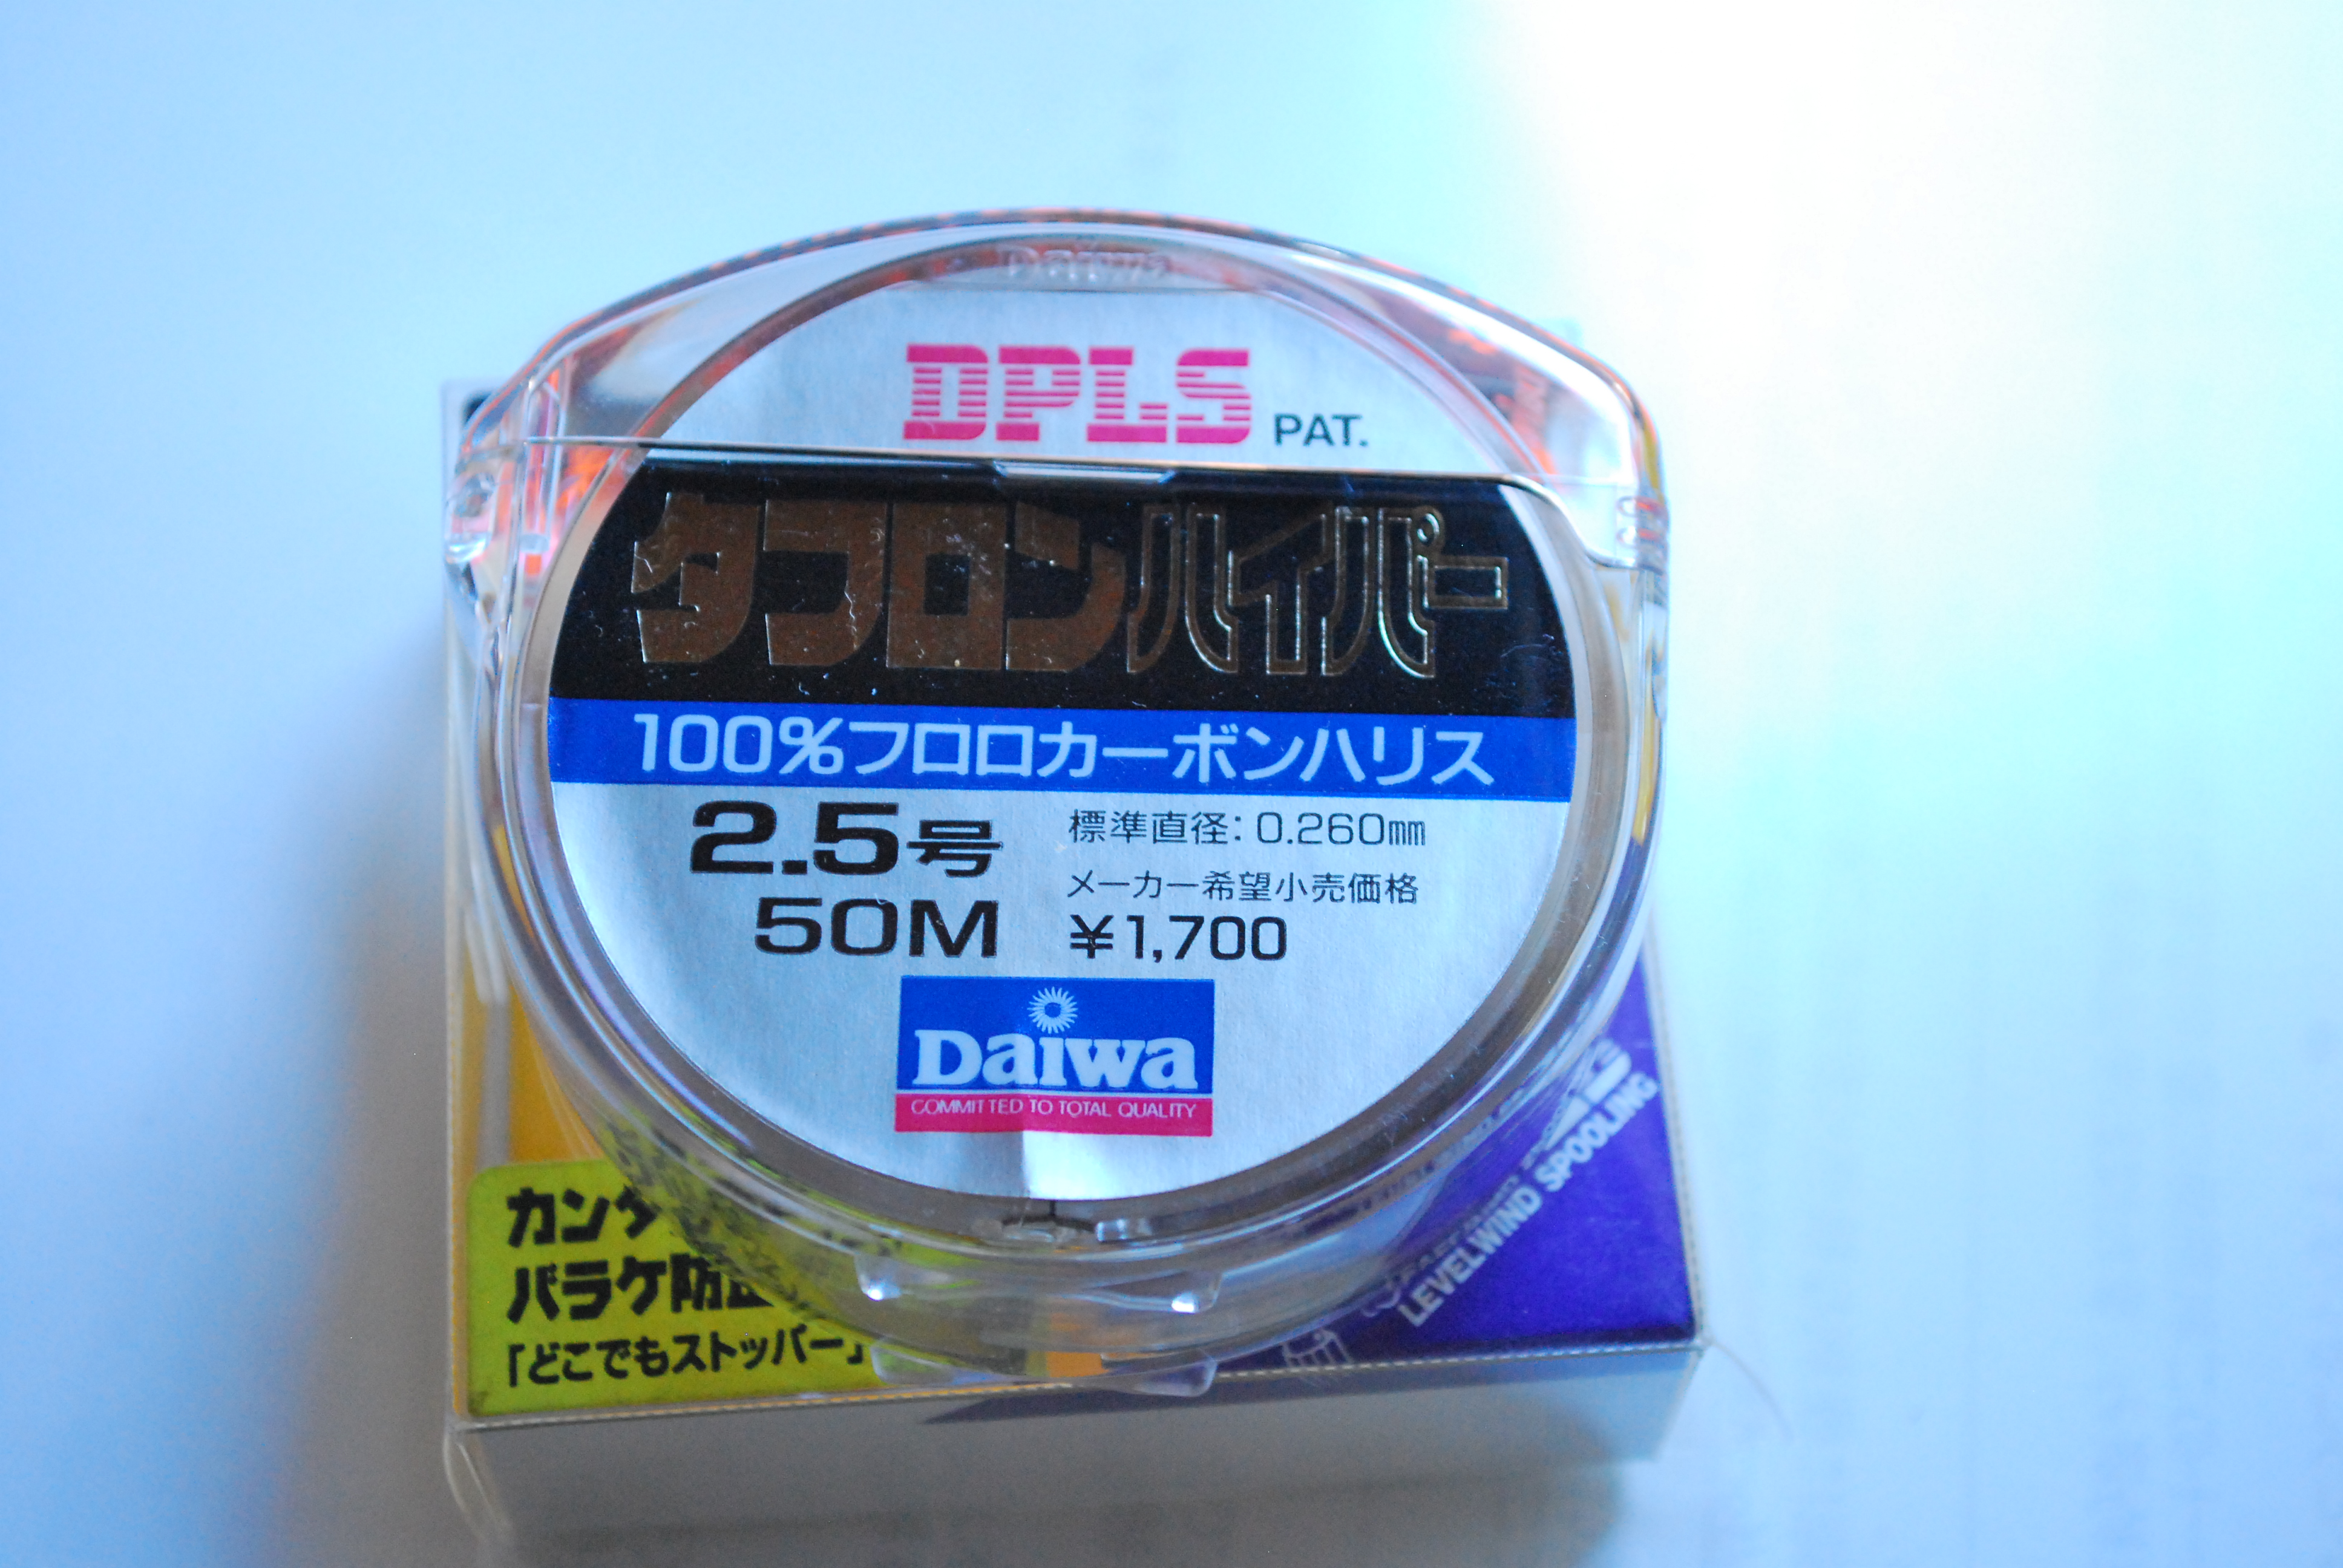 Daiwa
DPLS PAT.
タフロンハイパー
100%フロロカーボンハリス
2.5号
標準直径:0.260㎜
メーカー希望小売価格
50M
¥1,700
Daiwa
COMMITTED TO TOTAL QUALITY
LEVELWIND SPOOLING
カンタ
バラケ防止
「どこでもストッパー」